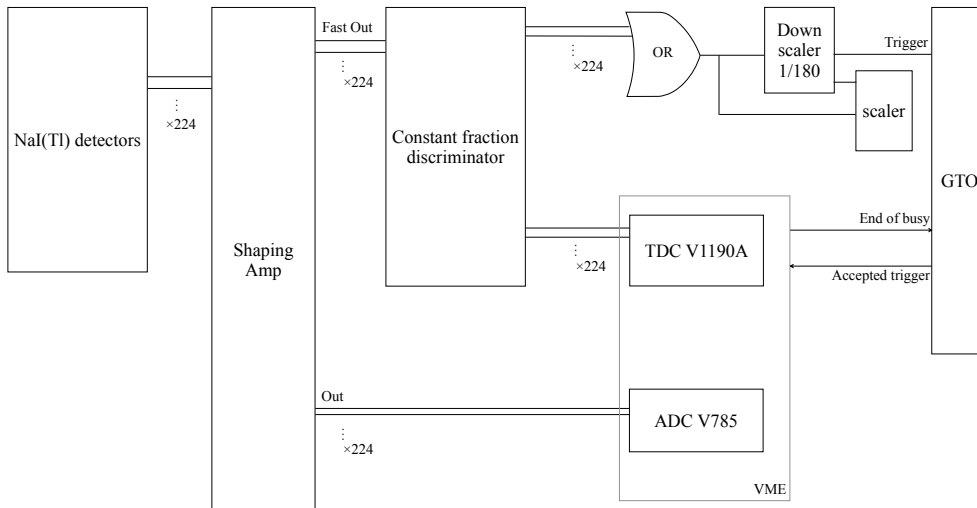 NaI(Tl) detectors
⋮
×224
Shaping
Amp
Fast Out
⋮
×224
Out
⋮
×224
Constant fraction
discriminator
⋮
×224
⋮
×224
OR
Down
scaler
1/180
scaler
Trigger
GTO
TDC V1190A
ADC V785
VME
End of busy
Accepted trigger